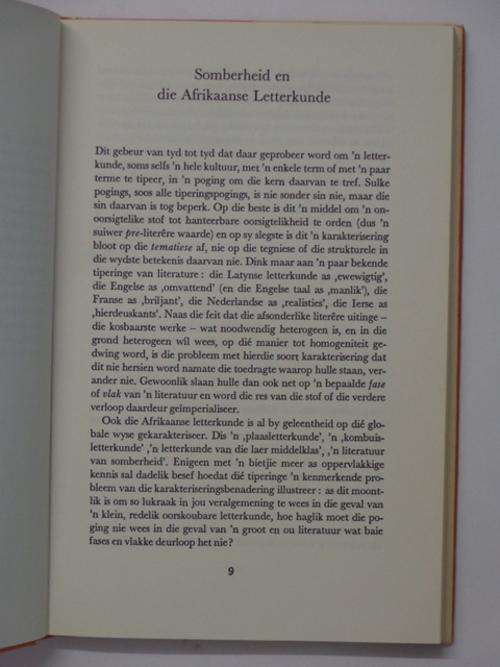 Somberheid en
die Afrikaanse Letterkunde
Dit gebeur van tyd tot tyd dat daar geprobeer word om 'n letter-
kunde, soms selfs 'n hele kultuur, met 'n enkele term of met 'n paar
terme te tipeer, in 'n poging om die kern daarvan te tref. Sulke
pogings, soos alle tiperingspogings, is nie sonder sin nie, maar die
sin daarvan is tog beperk. Op die beste is dit 'n middel om 'n on-
oorsigtelike stof tot hanteerbare oorsigtelikheid te orden (dus 'n
suiwer pre-literêre waarde) en op sy slegste is dit 'n karakterisering
bloot op die tematiese af, nie op die tegniese of die strukturele in
die wydste betekenis daarvan nie. Dink maar aan 'n paar bekende
tiperinge van literature : die Latynse letterkunde as ‚ewewigtig',
die Engelse as ‚omvattend' (en die Engelse taal as ‚manlik'), die
Franse as ‚briljant', die Nederlandse as ‚realisties', die Ierse as
‚hierdeuskants'. Naas die feit dat die afsonderlike literêre uitinge –
die kosbaarste werke – wat noodwendig heterogeen is, en in die
grond heterogeen wíl wees, op dié manier tot homogeniteit ge-
dwing word, is die probleem met hierdie soort karakterisering dat
dit nie hersien word namate die toedragte waarop hulle staan, ver-
ander nie. Gewoonlik slaan hulle dan ook net op 'n bepaalde fase
of vlak van 'n literatuur en word die res van die stof of die verdere
verloop daardeur geïmperialiseer.
Ook die Afrikaanse letterkunde is al by geleentheid op dié glo-
bale wyse gekarakteriseer. Dis 'n ‚plaasletterkunde', 'n ‚kombuis-
letterkunde' ,'n letterkunde van die laer middelklas', ‚'n literatuur
van somberheid'. Enigeen met 'n bietjie meer as oppervlakkige
kennis sal dadelik besef hoedat dié tiperinge 'n kenmerkende pro-
bleem van die karakteriseringsbenadering illustreer : as dit moont-
lik is om so lukraak in jou veralgemening te wees in die geval van
'n klein, redelik oorskoubare letterkunde, hoe haglik moet die po-
ging nie wees in die geval van 'n groot en ou literatuur wat baie
fases en vlakke deurloop het nie?
9